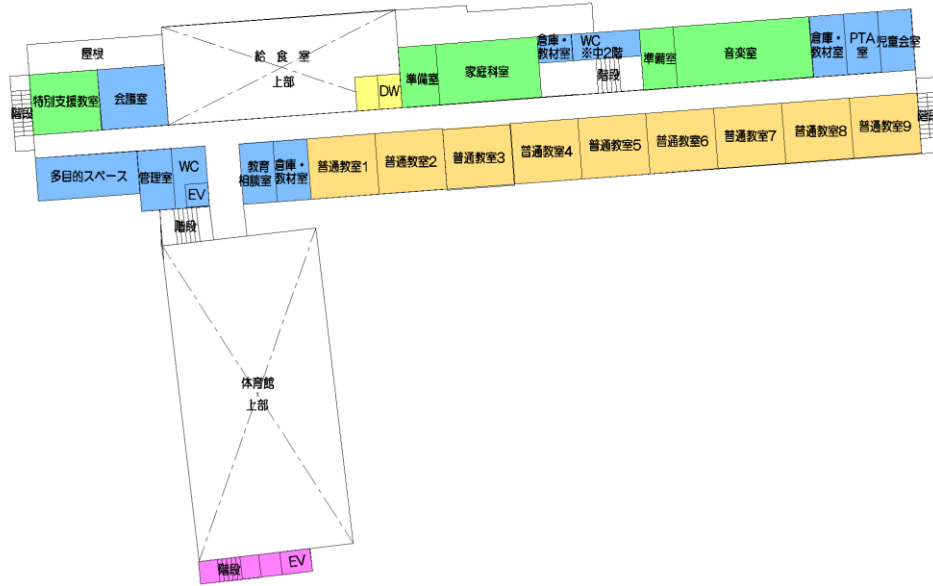 屋根
給食室
上部
倉庫・
教材室
WC
※中2階
階段
準備室
音楽室
倉庫・
教材室
PTA
室
児童会室
階段
特別支援教室
会議室
DW
準備室
家庭科室
階段
多目的スペース
管理室
WC
EV
階段
教育
相談室
倉庫・
教材室
普通教室1
普通教室2
普通教室3
普通教室4
普通教室5
普通教室6
普通教室7
普通教室8
普通教室9
体育館
上部
階段
EV